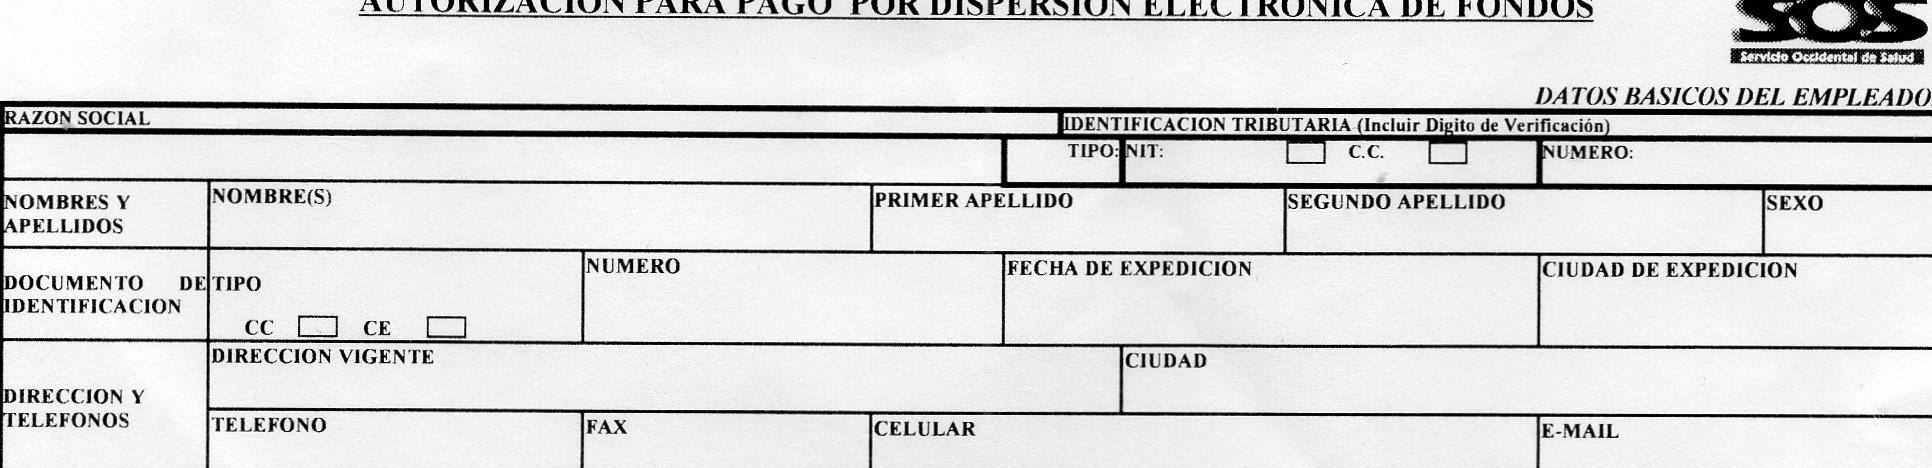 AUTORIZACION PARA PAGO POR DISPERSION ELECTRONICA DE FONDOS
SOS
Servicio Occidental de Salud
DATOS BASICOS DEL EMPLEADO
RAZON SOCIAL
IDENTIFICACION TRIBUTARIA (Incluir Digito de Verificación)
TIPO: NIT: C.C. NUMERO:
NOMBRES Y
APELLIDOS
NOMBRE(S) PRIMER APELLIDO SEGUNDO APELLIDO SEXO
DOCUMENTO DE
IDENTIFICACION
TIPO
CC CE
NUMERO FECHA DE EXPEDICION CIUDAD DE EXPEDICION
DIRECCION Y
TELEFONOS
DIRECCION VIGENTE CIUDAD
TELEFONO FAX CELULAR E-MAIL